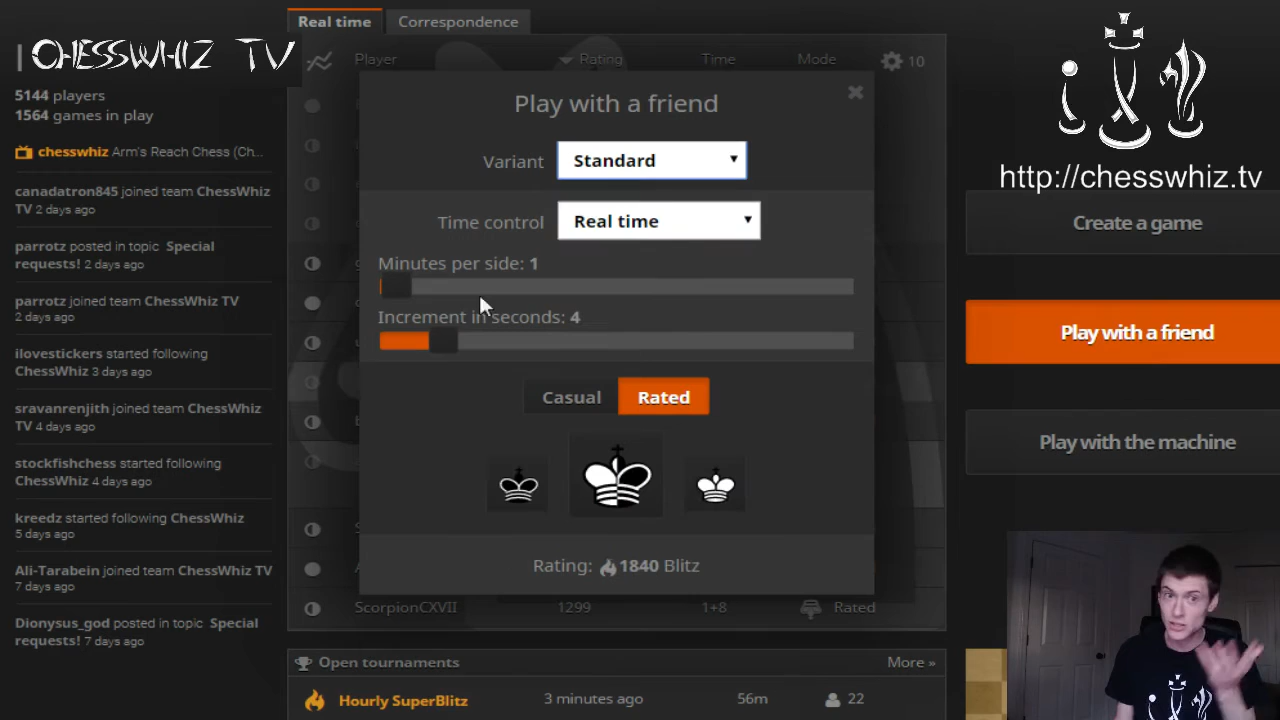 Real time
Correspondence
CHESSWHIZ TV
Player
Rating
Time
Mode
10
5144 players
1564 games in play
chesswhiz Arm's Reach Chess (Ch...
canadatron845 joined team ChessWhiz
TV 2 days ago
parrotz posted in topic Special
requests! 2 days ago
parrotz joined team ChessWhiz TV
2 days ago
ilovestickers started following
ChessWhiz 3 days ago
sravanrenjith joined team ChessWhiz
TV 4 days ago
stockfishchess started following
ChessWhiz 4 days ago
kreedz started following ChessWhiz
5 days ago
Ali-Tarabein joined team ChessWhiz TV
7 days ago
Dionysus_god posted in topic Special
requests! 7 days ago
Play with a friend
Variant
Standard
Time control
Real time
Minutes per side: 1
Increment in seconds: 4
Casual
Rated
Rating: 1840 Blitz
ScorpionCXVII
1299
1+8
Rated
Open tournaments
More »
Hourly SuperBlitz
3 minutes ago
56m
22
http://chesswhiz.tv
Create a game
Play with a friend
Play with the machine